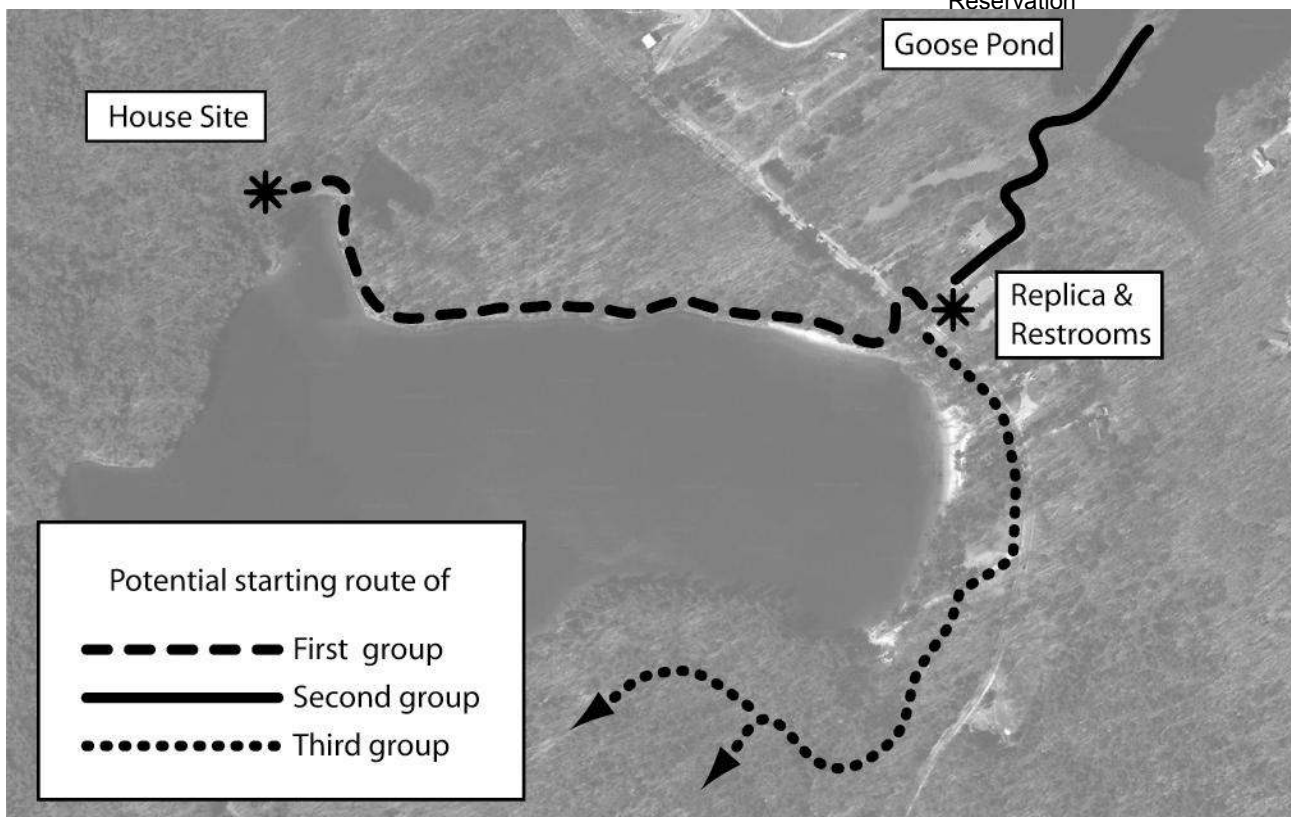 Reservation
Goose Pond
House Site
Replica &
Restrooms
Potential starting route of
First group
Second group
Third group